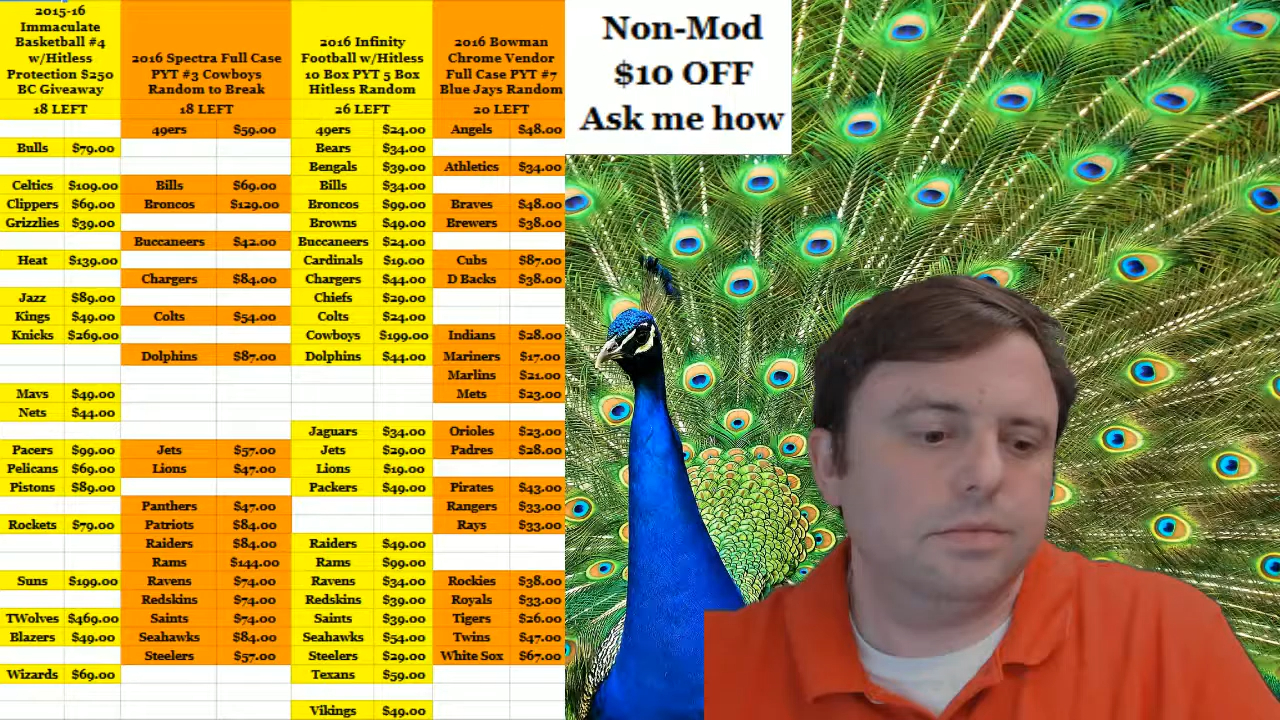 2015-16
Immaculate
Basketball #4
w/Hitless
Protection $250
BC Giveaway
18 LEFT
Bulls $79.00
Celtics $109.00
Clippers $69.00
Grizzlies $39.00
Heat $139.00
Jazz $89.00
Kings $49.00
Knicks $269.00
Mavs $49.00
Nets $44.00
Pacers $99.00
Pelicans $69.00
Pistons $89.00
Rockets $79.00
Suns $199.00
TWolves $469.00
Blazers $49.00
Wizards $69.00
2016 Spectra Full Case
PYT #3 Cowboys
Random to Break
18 LEFT
49ers $59.00
Bills $69.00
Broncos $129.00
Buccaneers $42.00
Chargers $84.00
Colts $54.00
Dolphins $87.00
Jets $57.00
Lions $47.00
Panthers $47.00
Patriots $84.00
Raiders $84.00
Rams $144.00
Ravens $74.00
Redskins $74.00
Saints $74.00
Seahawks $84.00
Steelers $57.00
2016 Infinity
Football w/Hitless
10 Box PYT 5 Box
Hitless Random
26 LEFT
49ers $24.00
Bears $34.00
Bengals $39.00
Bills $34.00
Broncos $99.00
Browns $49.00
Buccaneers $24.00
Cardinals $19.00
Chargers $44.00
Chiefs $29.00
Colts $24.00
Cowboys $199.00
Dolphins $44.00
Jaguars $34.00
Jets $29.00
Lions $19.00
Packers $49.00
Raiders $49.00
Rams $99.00
Ravens $34.00
Redskins $39.00
Saints $39.00
Seahawks $54.00
Steelers $29.00
Texans $59.00
Vikings $49.00
2016 Bowman
Chrome Vendor
Full Case PYT #7
Blue Jays Random
20 LEFT
Angels $48.00
Athletics $34.00
Braves $48.00
Brewers $38.00
Cubs $87.00
D Backs $38.00
Indians $28.00
Mariners $17.00
Marlins $21.00
Mets $23.00
Orioles $23.00
Padres $28.00
Pirates $43.00
Rangers $33.00
Rays $33.00
Rockies $38.00
Royals $33.00
Tigers $26.00
Twins $47.00
White Sox $67.00
Non-Mod
$10 OFF
Ask me how